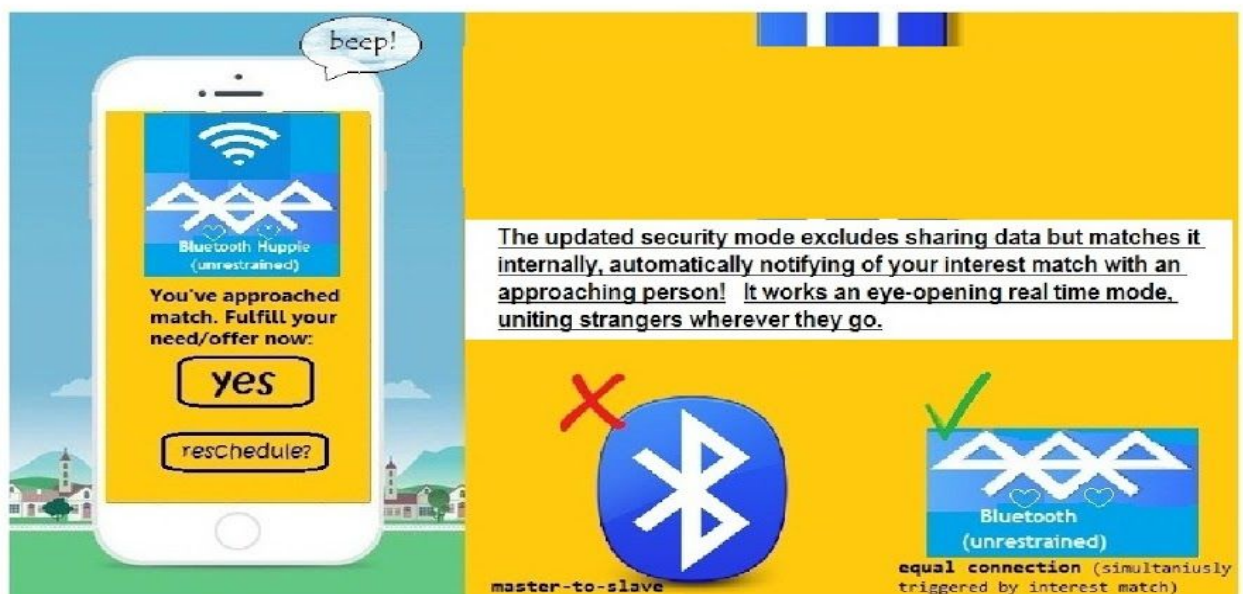 beep!
Bluetooth Huppie
(unrestrained)
You've approached
match. Fulfill your
need/offer now:
yes
reschedule?
The updated security mode excludes sharing data but matches it
internally, automatically notifying of your interest match with an
approaching person! It works an eye-opening real time mode,
uniting strangers wherever they go.
master-to-slave
Bluetooth
(unrestrained)
equal connection (simultaniusly
triggered by interest match)